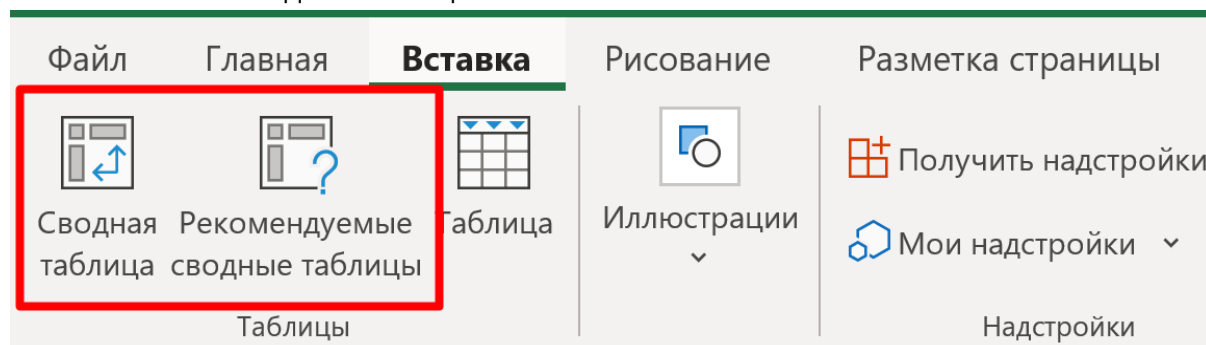 Файл Главная Вставка Рисование Разметка страницы
Сводная таблица
Рекомендуемые сводные таблицы
Таблица
Таблицы
Иллюстрации
Получить надстройки
Мои надстройки
Надстройки